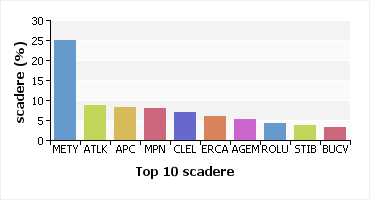 scadere (%)
30
25
20
15
10
5
0
METY ATLK APC MPN CLEL ERCA AGEM ROLU STIB BUCV
Top 10 scadere